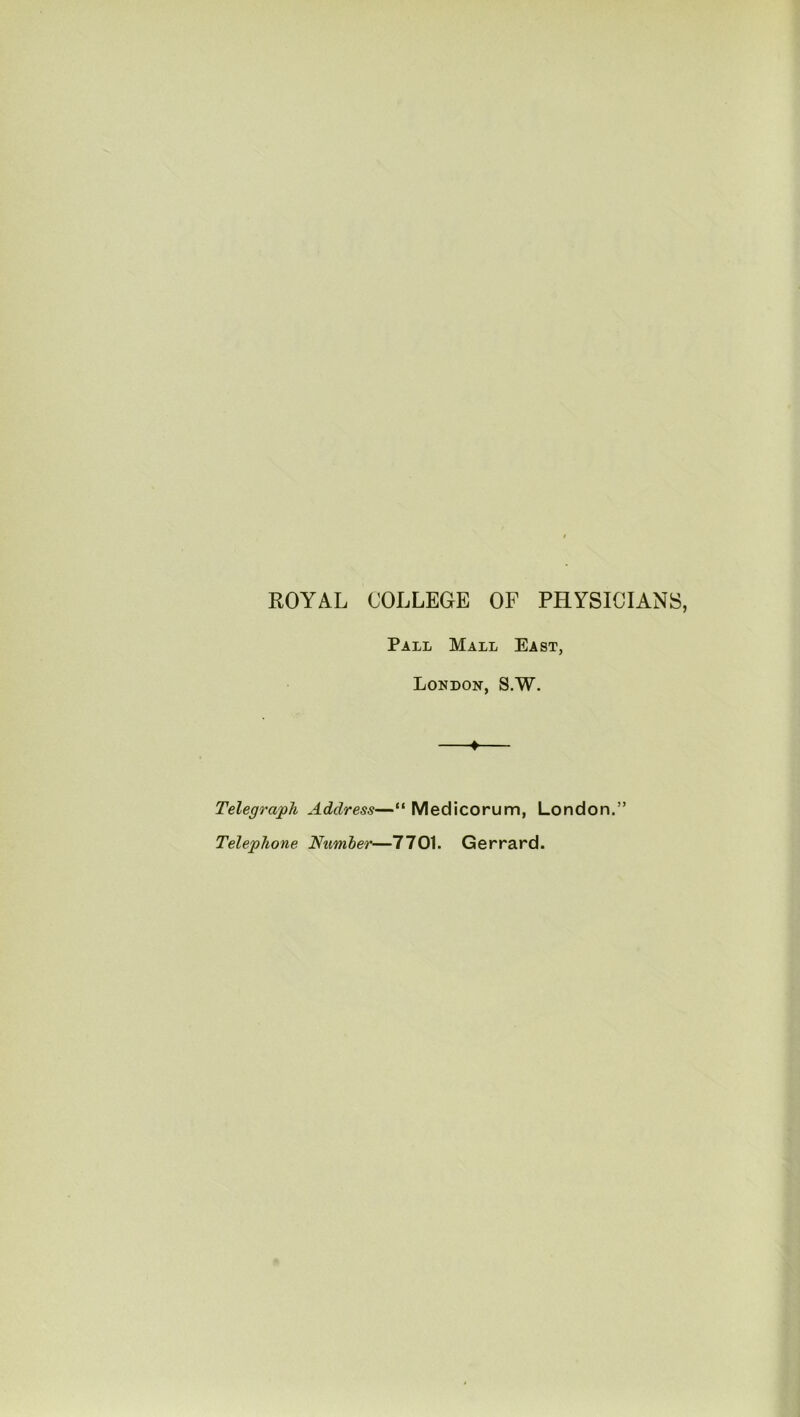 ROYAL COLLEGE OF PHYSICIANS,
PALL MALL EAST,
LONDON, S.W.
Telegraph Address—“ Medicorum, London.”
Telephone Number—7701. Gerrard.